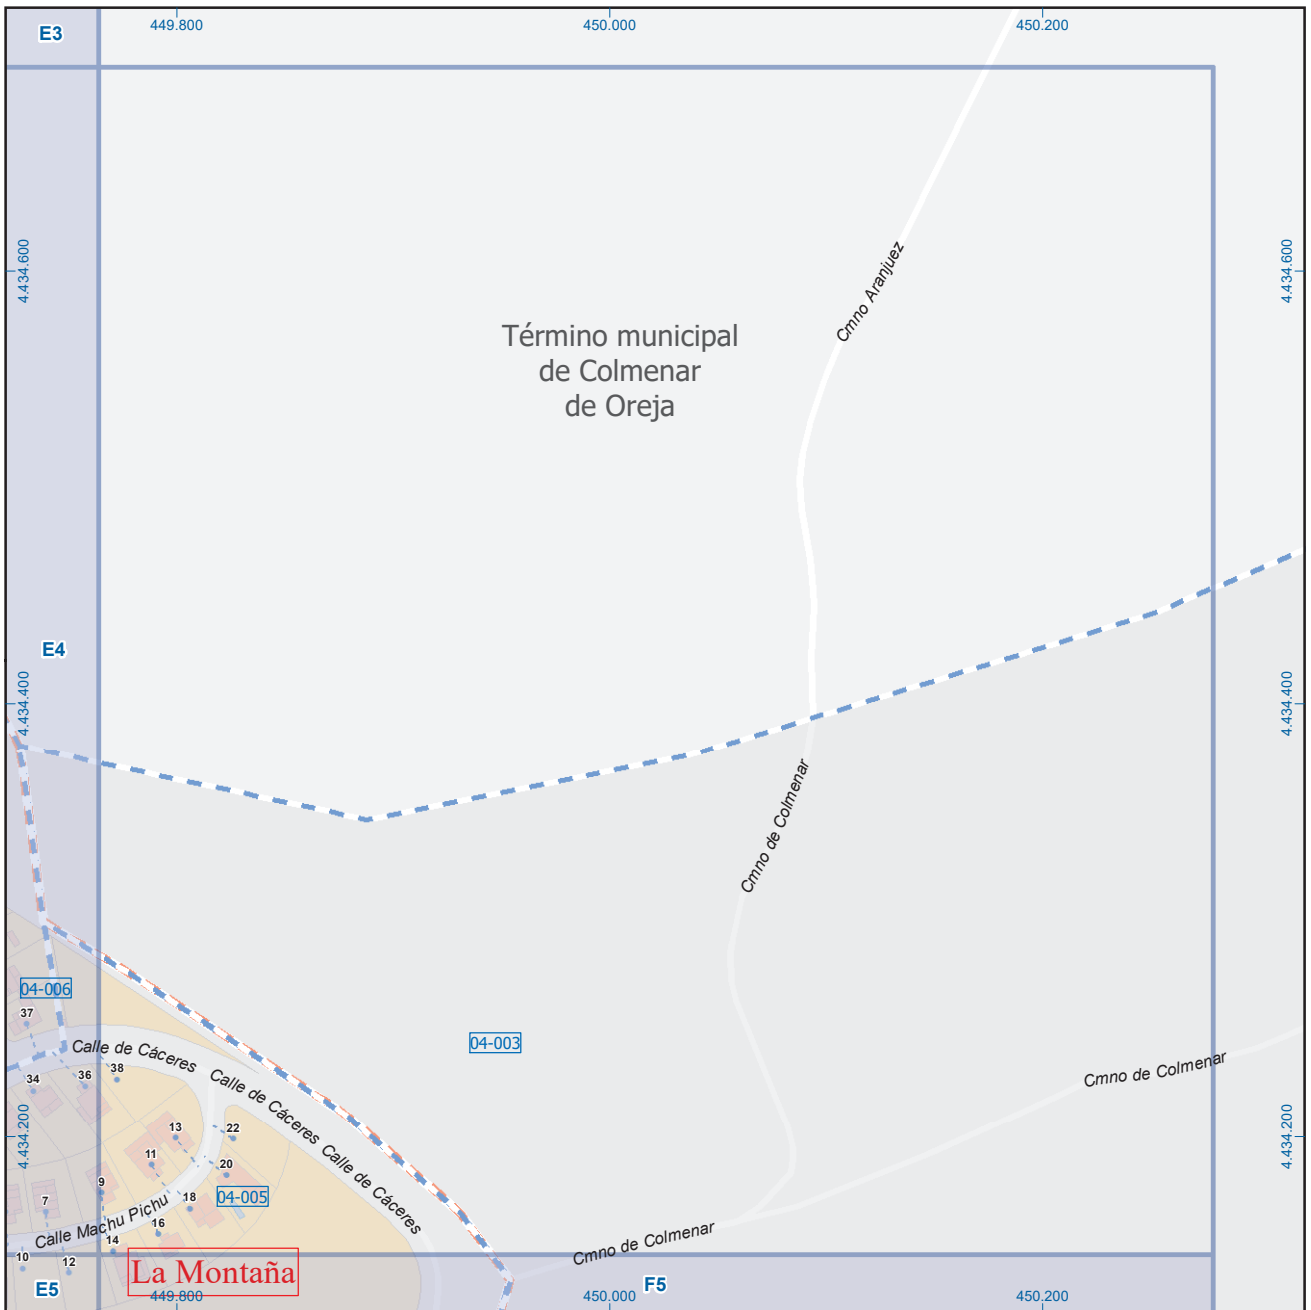 E3
449.800
450.000
450.200
4.434.600
4.434.600
Cmno Aranjuez
Término municipal
de Colmenar
de Oreja
E4
4.434.400
4.434.400
Cmno de Colmenar
04-006
37
04-003
Calle de Cáceres
34
36
38
Calle de Cáceres
Calle de Cáceres
Cmno de Colmenar
4.434.200
4.434.200
13
22
11
20
9
04-005
7
18
Calle Machu Pichu
16
14
10
12
Cmno de Colmenar
La Montaña
E5
F5
449.800
450.000
450.200